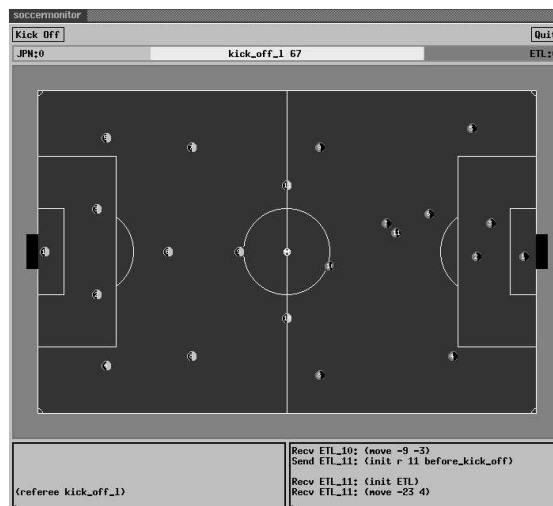 soccermonitor
Kick Off
JPN:0 kick_off_l 67 ETL:
(referee kick_off_l)
Recv ETL_10: (move -9 -3)
Send ETL_11: (init r 11 before_kick_off)
Recv ETL_11: (init ETL)
Recv ETL_11: (move -23 4)